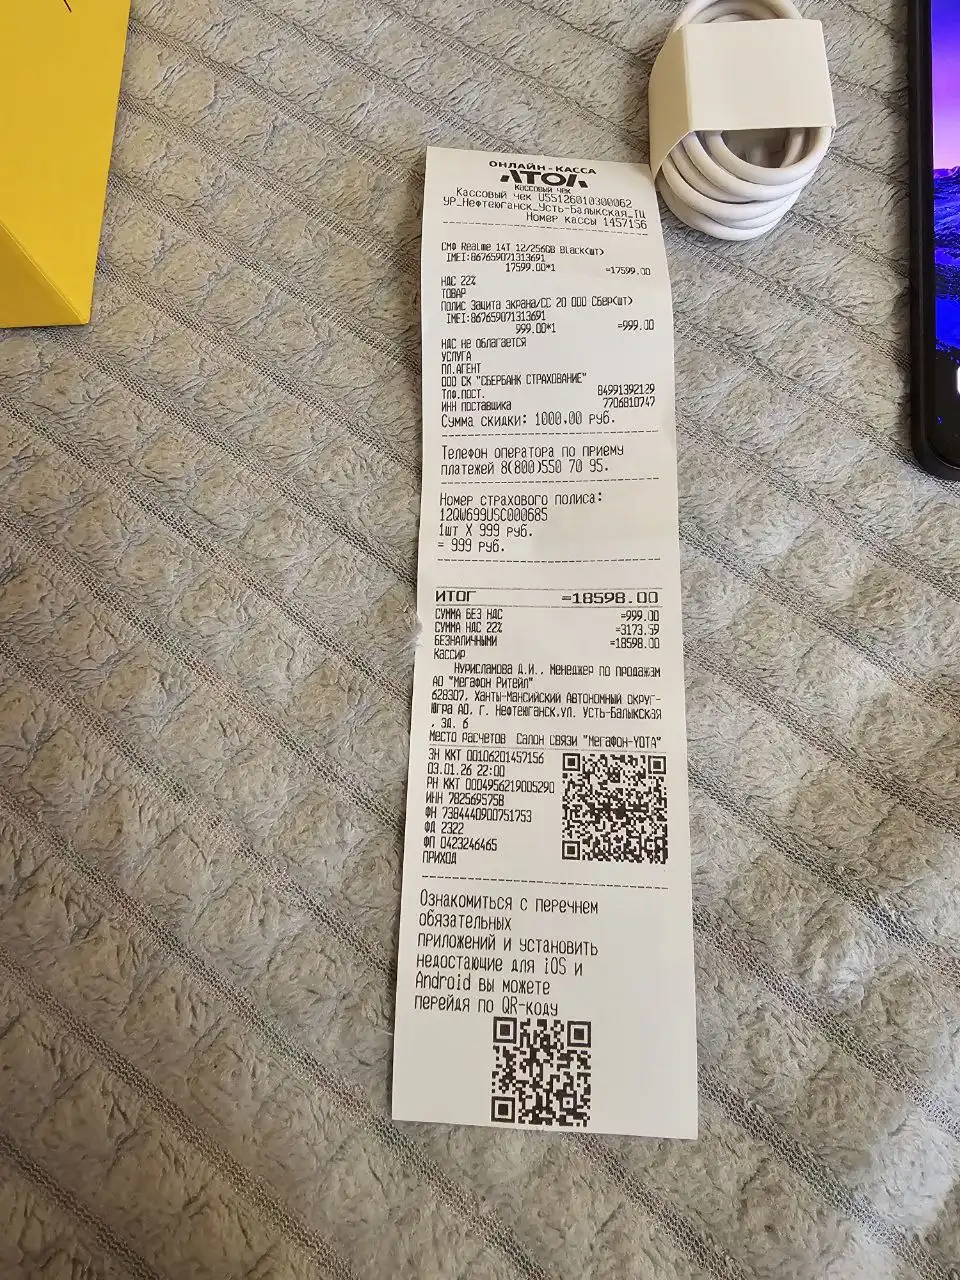 ОНЛАЙН-КАССА
АТОЛ
Кассовый чек
Кассовый чек U5512601030006​2
УР_Нефтеюганск_Усть-Балыкская_ТЦ
Номер кассы 1457156
СМФ Realme 14T 12/256GB Black(шт)
IMEI:867659071313691
17599.00*1 =17599.00
НДС 22%
ТОВАР
Полис Защита Экрана/СС 20 000 Сбер(шт)
IMEI:867659071313691
999.00*1 =999.00
НДС не облагается
УСЛУГА
ПЛ.АГЕНТ
ООО СК "СБЕРБАНК СТРАХОВАНИЕ"
Тлф.пост. 84991392129
ИНН поставщика 7706810747
Сумма скидки: 1000.00 руб.
Телефон оператора по приему
платежей 8(800)550 70 95.
Номер страхового полиса:
12QW699USC000685
1шт X 999 руб.
= 999 руб.
ИТОГ =18598.00
СУММА БЕЗ НДС =999.00
СУММА НДС 22% =3173.59
БЕЗНАЛИЧНЫМИ =18598.00
Кассир
Нурисламова Д.И., Менеджер по продажам
АО "Мегафон Ритейл"
628307, Ханты-Мансийский Автономный округ-
Югра АО, г. Нефтеюганск,ул. Усть-Балыкская
, зд. 6
Место расчетов Салон связи "Мегафон-YOTA"
ЗН ККТ 00106201457156
03.01.26 22:00
РН ККТ 0004956219005290
ИНН 7825695758
ФН 7384440900751753
ФД 2322
ФП 0423246465
ПРИХОД
Ознакомиться с перечнем
обязательных
приложений и установить
недостающие для iOS и
Android вы можете
перейдя по QR-коду